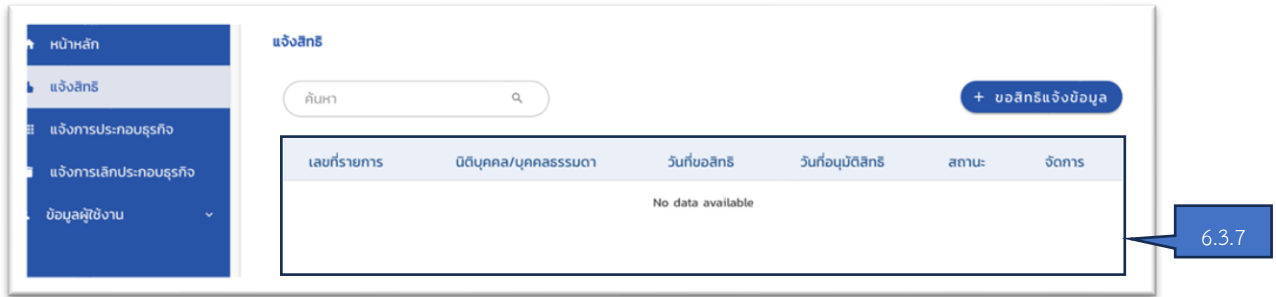 หน้าหลัก
แจ้งสิทธิ
แจ้งการประกอบธุรกิจ
แจ้งการเลิกประกอบธุรกิจ
ข้อมูลผู้ใช้งาน
แจ้งสิทธิ
ค้นหา
+ ขอสิทธิแจ้งข้อมูล
เลขที่รายการ นิติบุคคล/บุคคลธรรมดา วันที่ขอสิทธิ วันที่อนุมัติสิทธิ สถานะ จัดการ
No data available
6.3.7